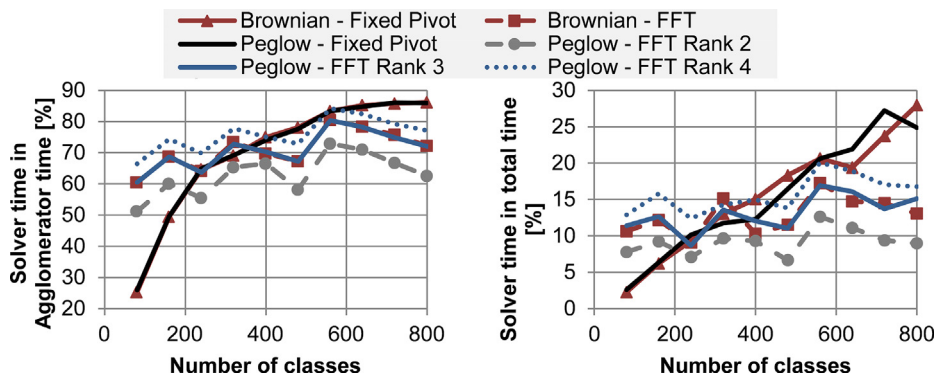 Brownian - Fixed Pivot
Brownian - FFT
Peglow - Fixed Pivot
Peglow - FFT Rank 2
Peglow - FFT Rank 3
Peglow - FFT Rank 4
Solver time in
Agglomerator time [%]
90
80
70
60
50
40
30
20
0
200
400
600
800
Number of classes
Solver time in total time
[%]
30
25
20
15
10
5
0
0
200
400
600
800
Number of classes